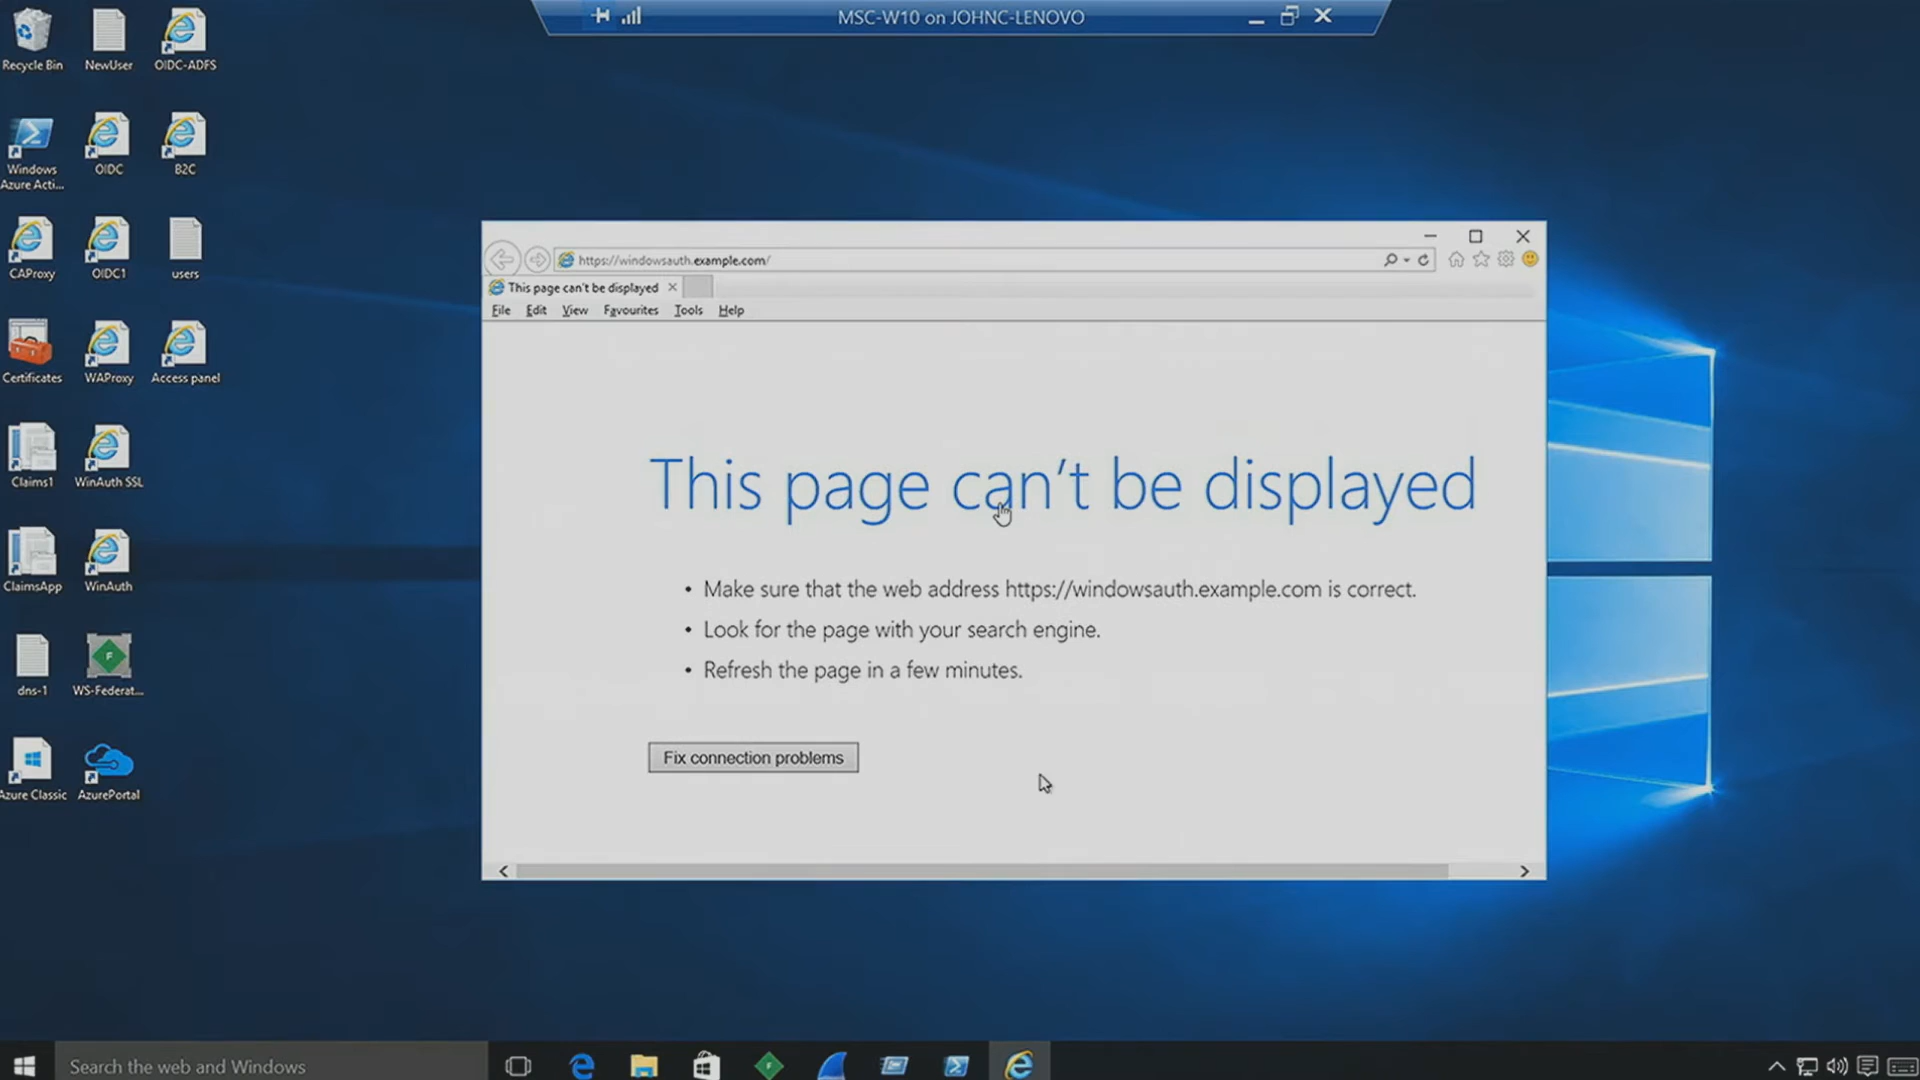 MSC-W10 on JOHNC-LENOVO
Recycle Bin
NewUser
OIDC-ADFS
Windows
Azure Acti...
OIDC
B2C
CAProxy
OIDC1
users
Certificates
WAProxy
Access panel
Claims1
WinAuth SSL
ClaimsApp
WinAuth
dns-1
WS-Federat...
Azure Classic
AzurePortal
https://windowsauth.example.com/
This page can't be displayed
File Edit View Favourites Tools Help
This page can't be displayed
• Make sure that the web address https://windowsauth.example.com is correct.
• Look for the page with your search engine.
• Refresh the page in a few minutes.
Fix connection problems
Search the web and Windows